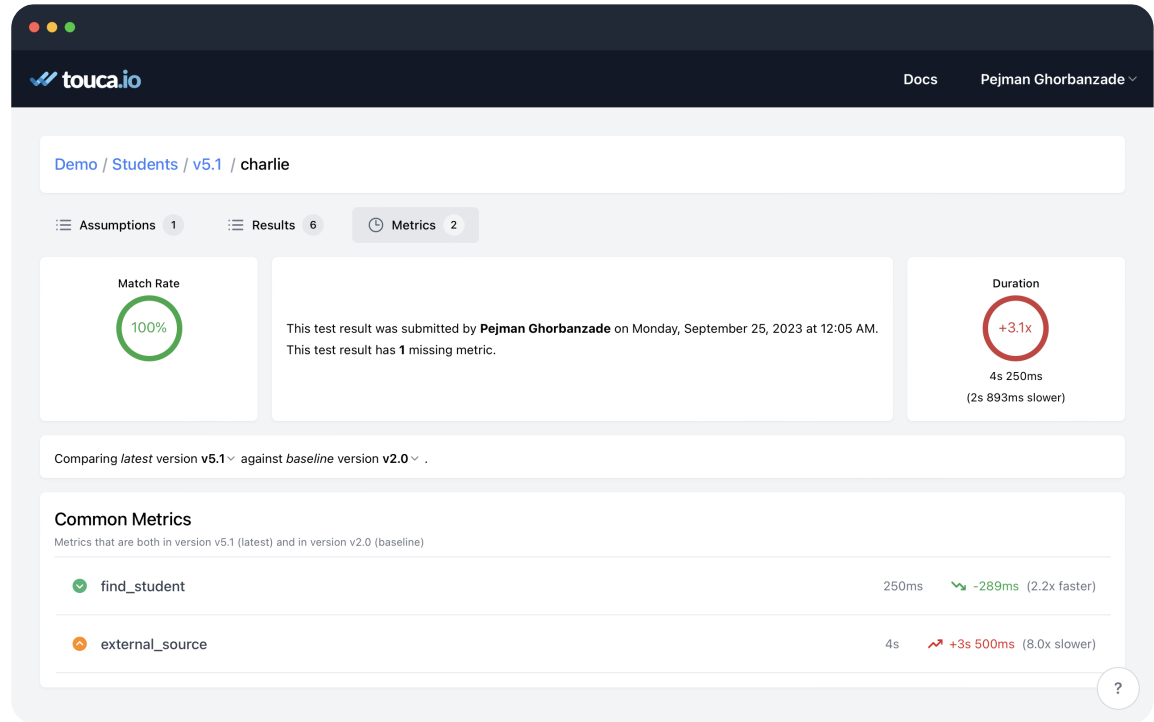 touca.io
Docs
Pejman Ghorbanzade
Demo / Students / v5.1 / charlie
Assumptions 1
Results 6
Metrics 2
Match Rate
100%
This test result was submitted by Pejman Ghorbanzade on Monday, September 25, 2023 at 12:05 AM.
This test result has 1 missing metric.
Duration
+3.1x
4s 250ms
(2s 893ms slower)
Comparing latest version v5.1 against baseline version v2.0 .
Common Metrics
Metrics that are both in version v5.1 (latest) and in version v2.0 (baseline)
find_student 250ms -289ms (2.2x faster)
external_source 4s +3s 500ms (8.0x slower)
?